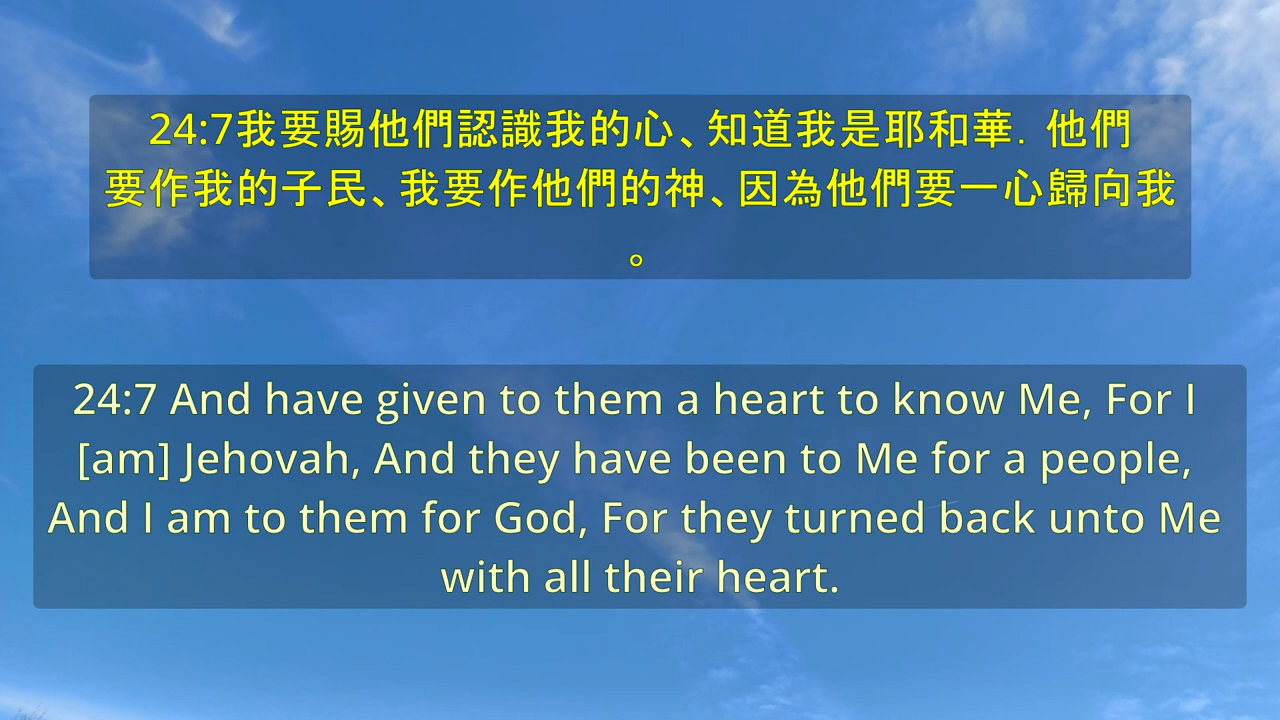 24:7我要賜他們認識我的心、知道我是耶和華．他們
要作我的子民、我要作他們的神、因為他們要一心歸向我
。
24:7 And have given to them a heart to know Me, For I
[am] Jehovah, And they have been to Me for a people,
And I am to them for God, For they turned back unto Me
with all their heart.